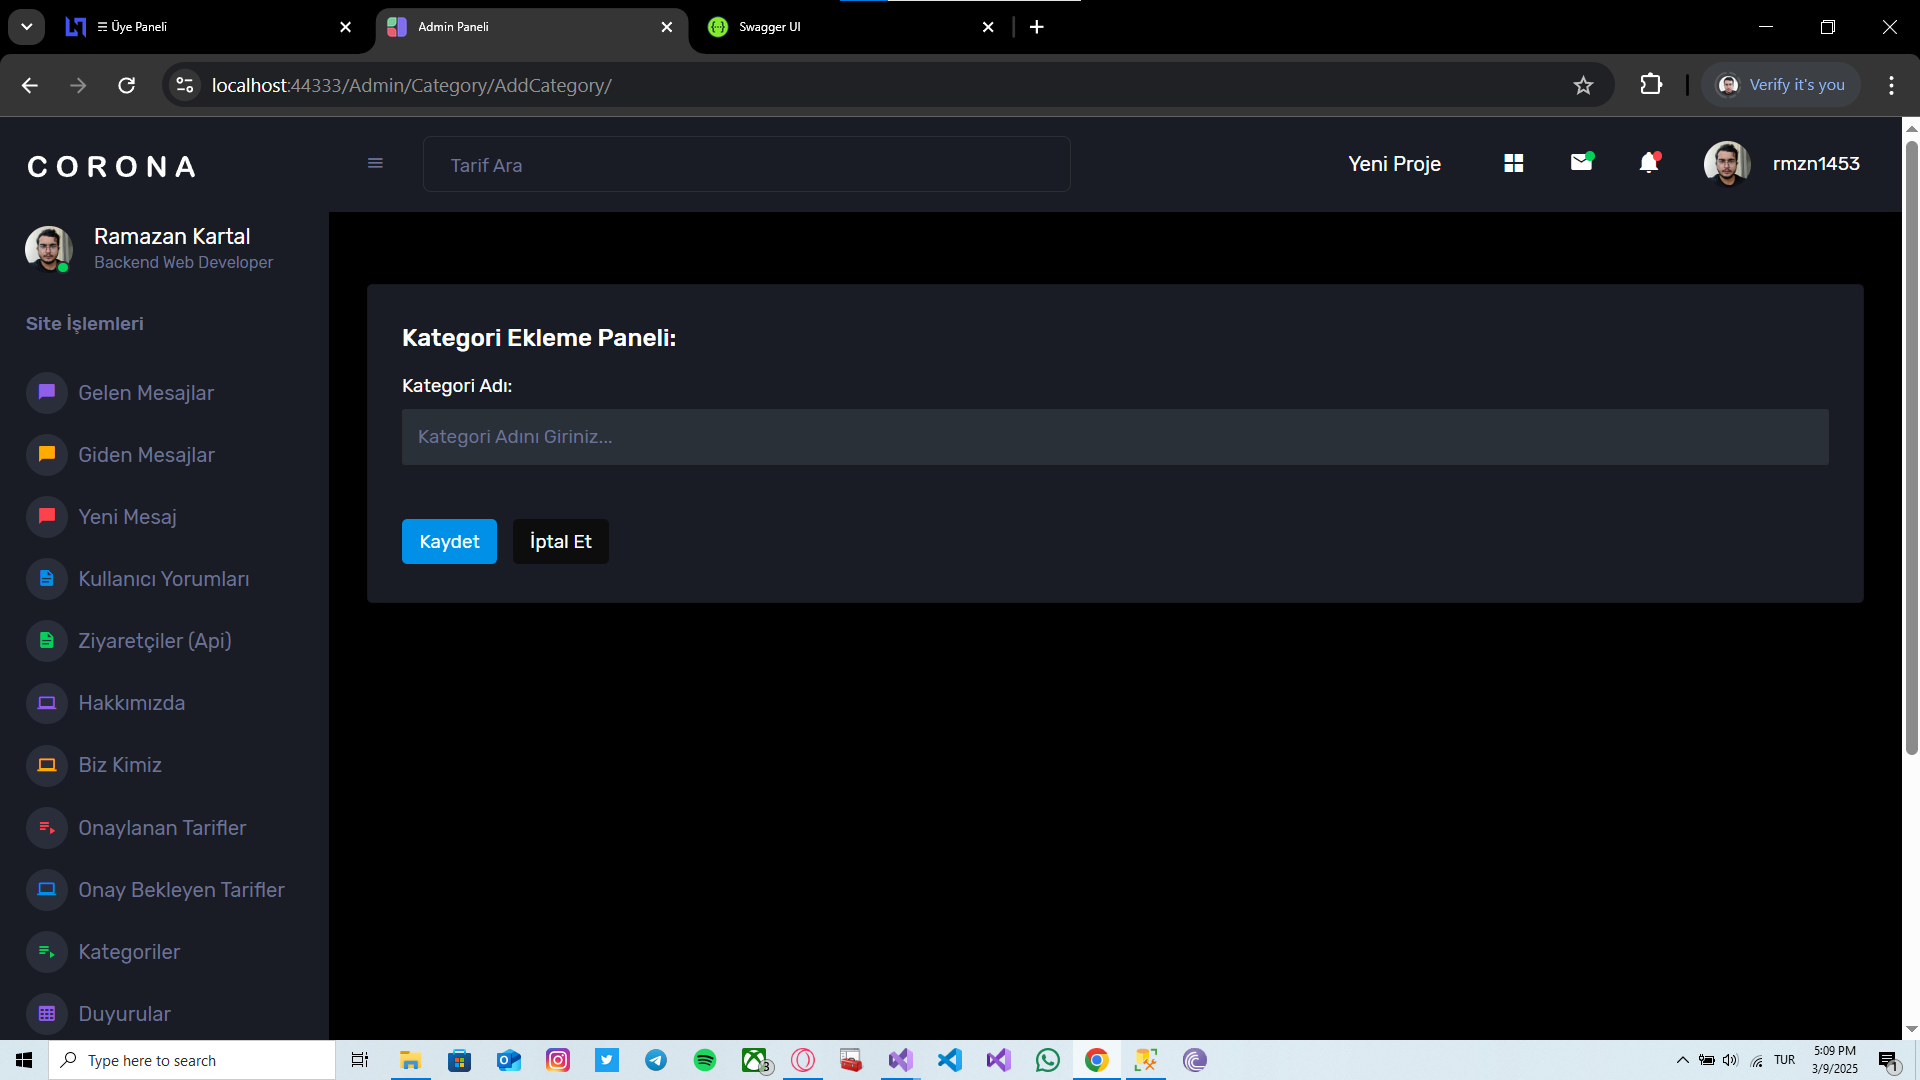 ☰ Üye Paneli
Admin Paneli
Swagger UI
localhost:44333/Admin/Category/AddCategory/
Verify it's you
CORONA
Tarif Ara
Yeni Proje
rmzn1453
Ramazan Kartal
Backend Web Developer
Site İşlemleri
Gelen Mesajlar
Giden Mesajlar
Yeni Mesaj
Kullanıcı Yorumları
Ziyaretçiler (Api)
Hakkımızda
Biz Kimiz
Onaylanan Tarifler
Onay Bekleyen Tarifler
Kategoriler
Duyurular
Kategori Ekleme Paneli:
Kategori Adı:
Kategori Adını Giriniz...
Kaydet
İptal Et
Type here to search
3
TUR
5:09 PM
3/9/2025
1